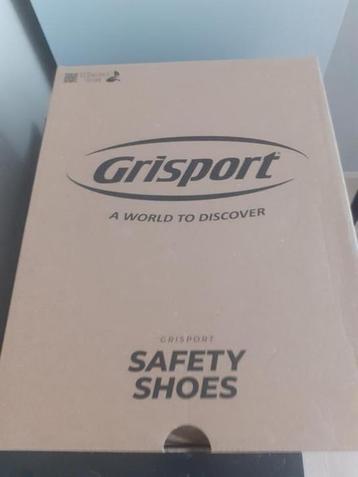 Grisport
A WORLD TO DISCOVER
GRISPORT
SAFETY
SHOES